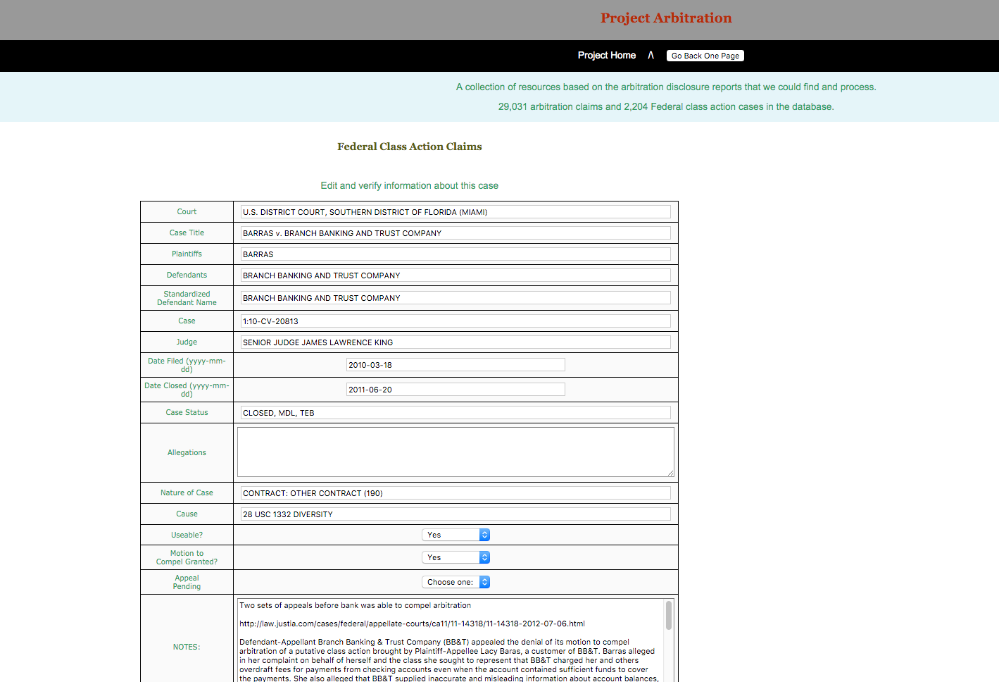 Project Arbitration
Project Home /\ Go Back One Page
A collection of resources based on the arbitration disclosure reports that we could find and process.
29,031 arbitration claims and 2,204 Federal class action cases in the database.
Federal Class Action Claims
Edit and verify information about this case
Court U.S. DISTRICT COURT, SOUTHERN DISTRICT OF FLORIDA (MIAMI)
Case Title BARRAS v. BRANCH BANKING AND TRUST COMPANY
Plaintiffs BARRAS
Defendants BRANCH BANKING AND TRUST COMPANY
Standardized
Defendant Name BRANCH BANKING AND TRUST COMPANY
Case 1:10-CV-20813
Judge SENIOR JUDGE JAMES LAWRENCE KING
Date Filed (yyyy-mm-
dd) 2010-03-18
Date Closed (yyyy-mm-
dd) 2011-06-20
Case Status CLOSED, MDL, TEB
Allegations
Nature of Case CONTRACT: OTHER CONTRACT (190)
Cause 28 USC 1332 DIVERSITY
Useable? Yes
Motion to
Compel Granted? Yes
Appeal
Pending Choose one:
NOTES:
Two sets of appeals before bank was able to compel arbitration
http://law.justia.com/cases/federal/appellate-courts/ca11/11-14318/11-14318-2012-07-06.html
Defendant-Appellant Branch Banking & Trust Company (BB&T) appealed the denial of its motion to compel
arbitration of a putative class action brought by Plaintiff-Appellee Lacy Baras, a customer of BB&T. Barras alleged
in her complaint on behalf of herself and the class she sought to represent that BB&T charged her and others
overdraft fees for payments from checking accounts even when the account contained sufficient funds to cover
the payments. She also alleged that BB&T supplied inaccurate and misleading information about account balances,